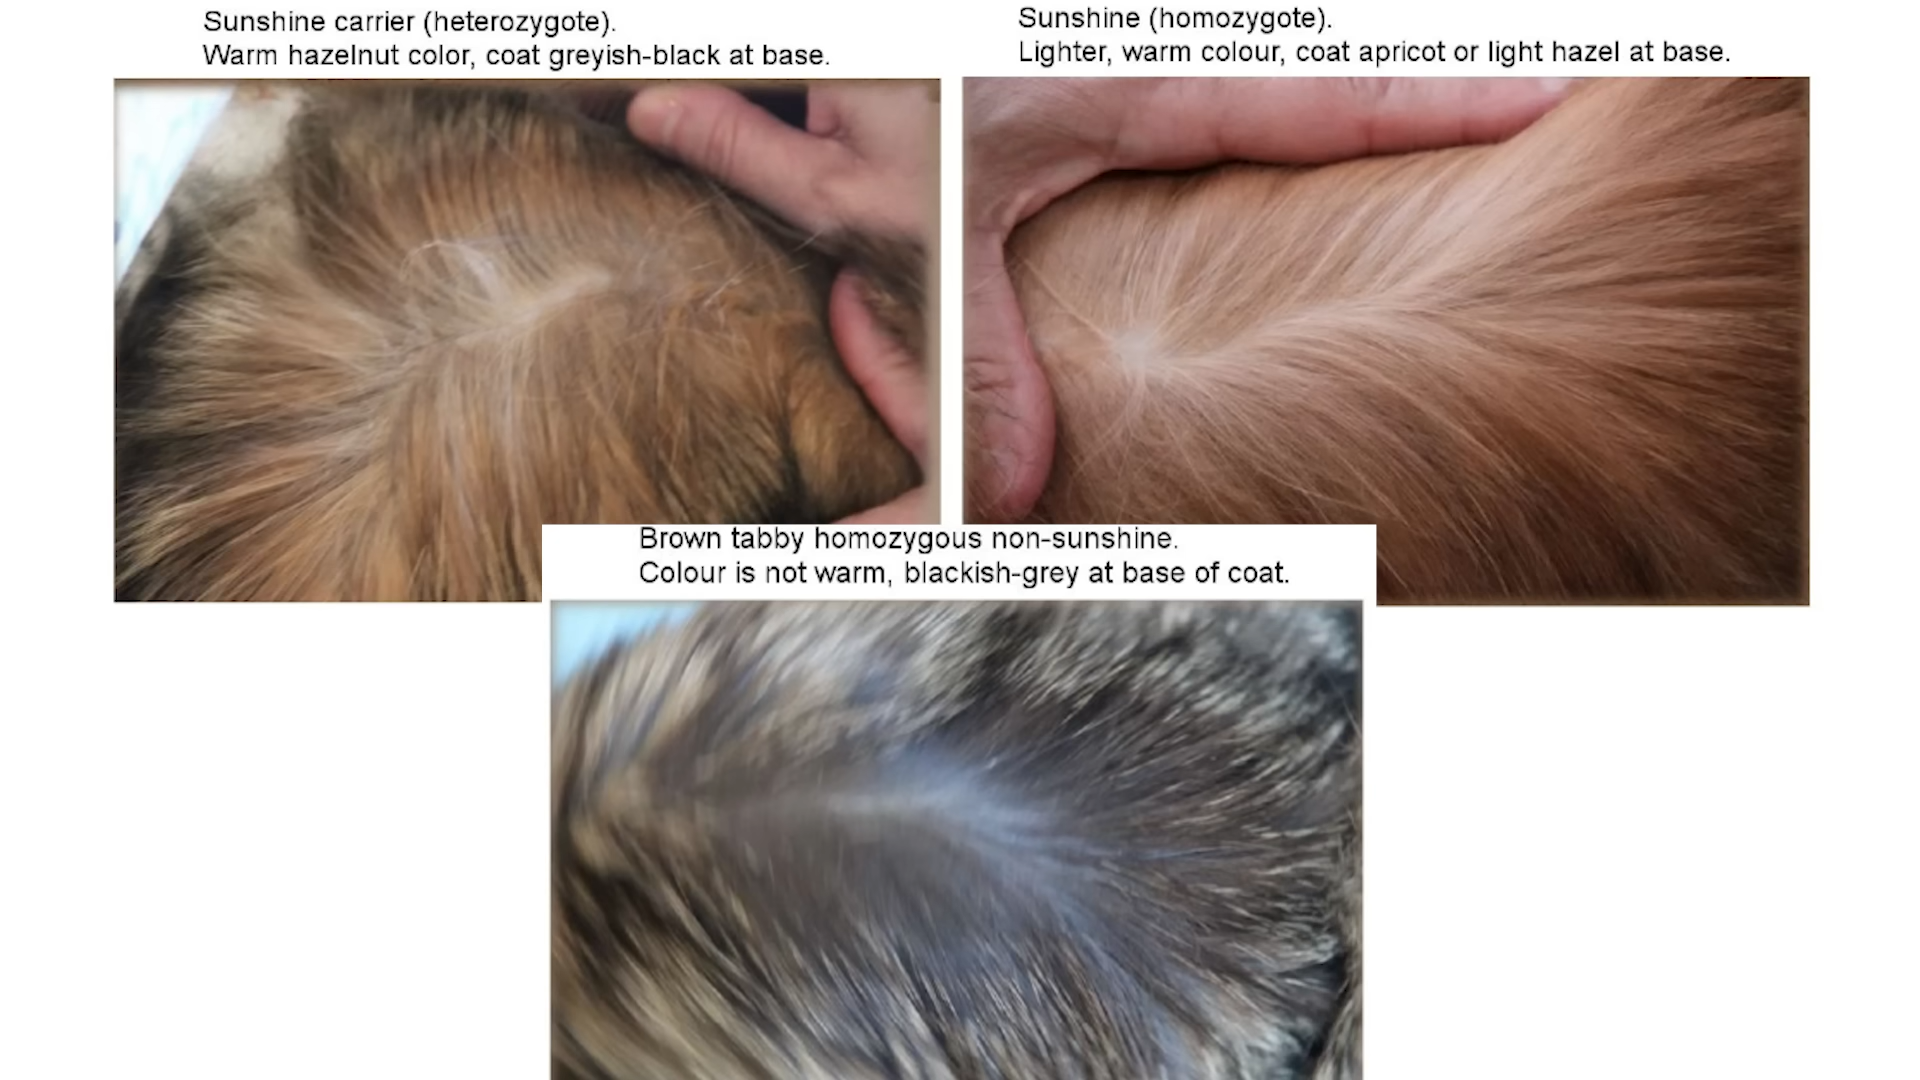 Sunshine carrier (heterozygote).
Warm hazelnut color, coat greyish-black at base.
Sunshine (homozygote).
Lighter, warm colour, coat apricot or light hazel at base.
Brown tabby homozygous non-sunshine.
Colour is not warm, blackish-grey at base of coat.